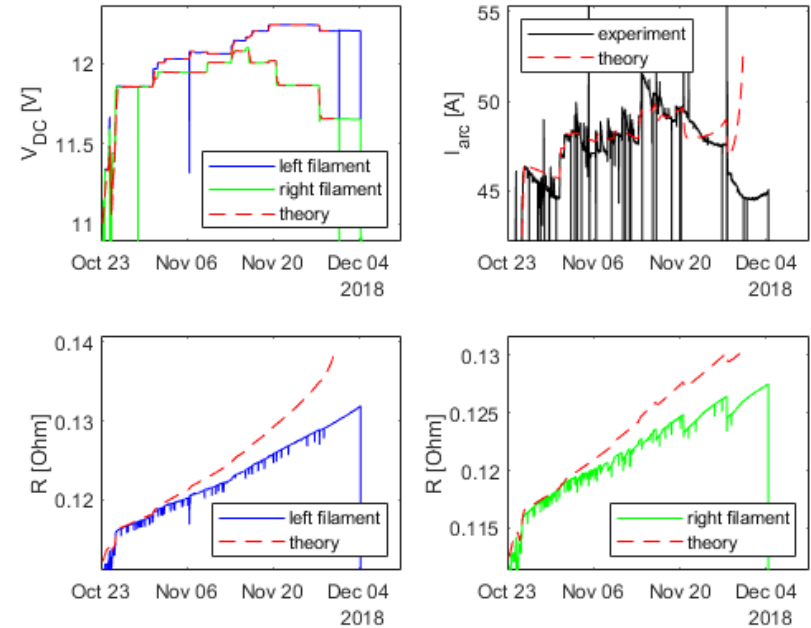 12
11.5
11
V_DC [V]
left filament
right filament
theory
Oct 23 Nov 06 Nov 20 Dec 04
2018
55
50
45
I_arc [A]
experiment
theory
Oct 23 Nov 06 Nov 20 Dec 04
2018
0.14
0.13
0.12
R [Ohm]
left filament
theory
Oct 23 Nov 06 Nov 20 Dec 04
2018
0.13
0.125
0.12
0.115
R [Ohm]
right filament
theory
Oct 23 Nov 06 Nov 20 Dec 04
2018